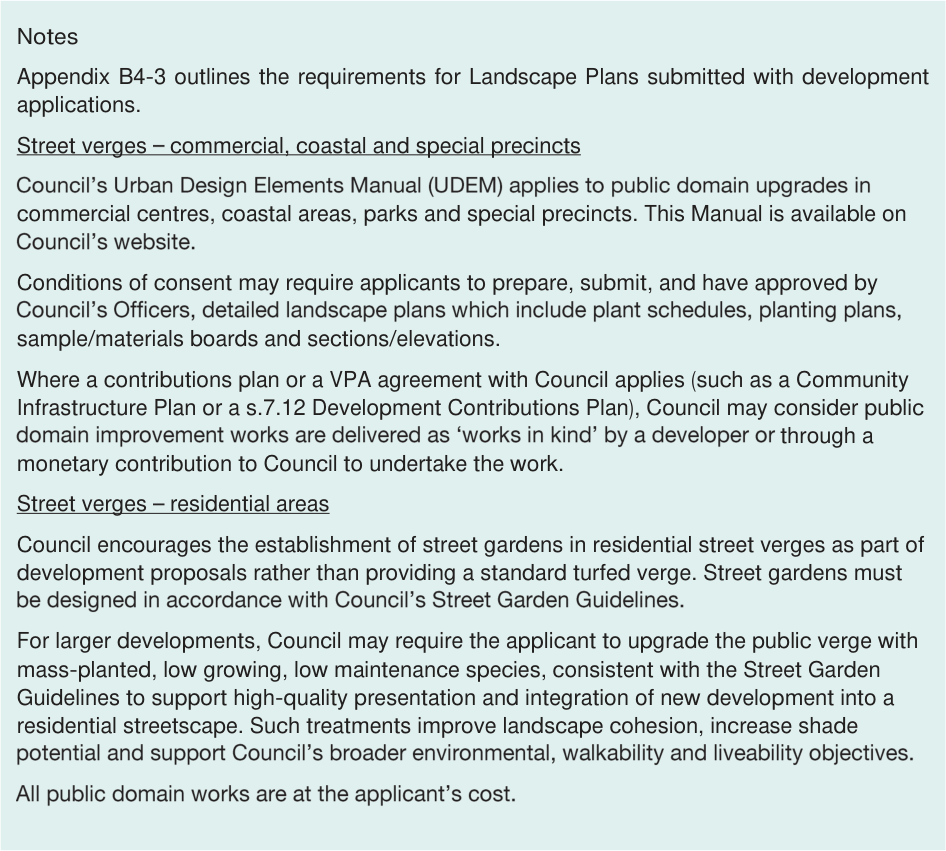 Notes
Appendix B4-3 outlines the requirements for Landscape Plans submitted with development
applications.
Street verges – commercial, coastal and special precincts
Council’s Urban Design Elements Manual (UDEM) applies to public domain upgrades in
commercial centres, coastal areas, parks and special precincts. This Manual is available on
Council’s website.
Conditions of consent may require applicants to prepare, submit, and have approved by
Council’s Officers, detailed landscape plans which include plant schedules, planting plans,
sample/materials boards and sections/elevations.
Where a contributions plan or a VPA agreement with Council applies (such as a Community
Infrastructure Plan or a s.7.12 Development Contributions Plan), Council may consider public
domain improvement works are delivered as ‘works in kind’ by a developer or through a
monetary contribution to Council to undertake the work.
Street verges – residential areas
Council encourages the establishment of street gardens in residential street verges as part of
development proposals rather than providing a standard turfed verge. Street gardens must
be designed in accordance with Council’s Street Garden Guidelines.
For larger developments, Council may require the applicant to upgrade the public verge with
mass-planted, low growing, low maintenance species, consistent with the Street Garden
Guidelines to support high-quality presentation and integration of new development into a
residential streetscape. Such treatments improve landscape cohesion, increase shade
potential and support Council’s broader environmental, walkability and liveability objectives.
All public domain works are at the applicant’s cost.